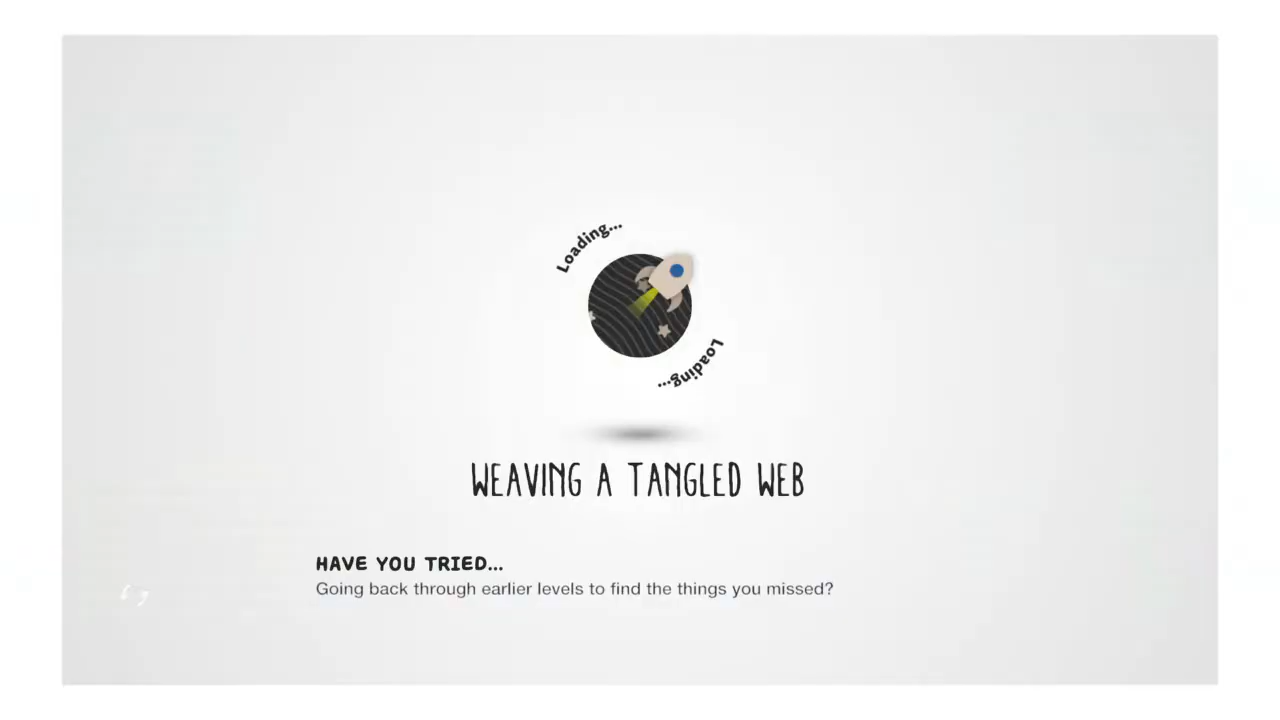 Loading...
Loading...
WEAVING A TANGLED WEB
HAVE YOU TRIED...
Going back through earlier levels to find the things you missed?